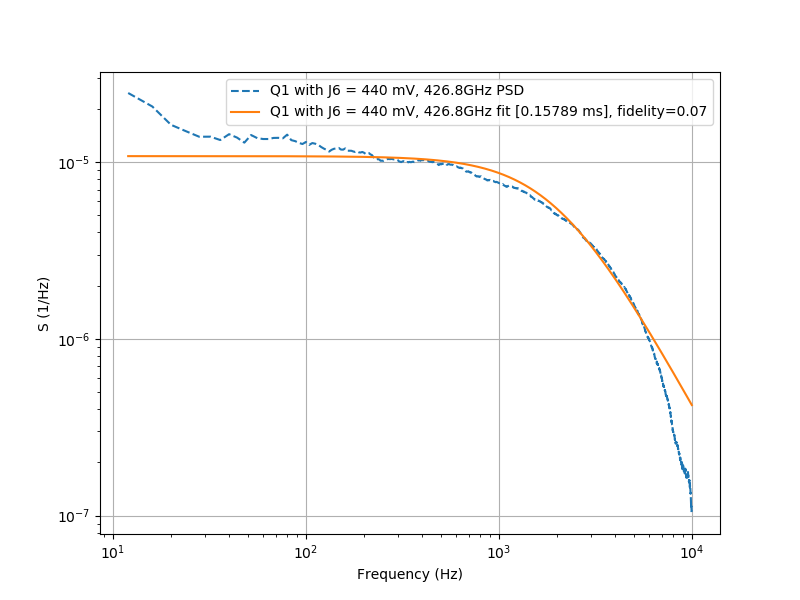 Q1 with J6 = 440 mV, 426.8GHz PSD
Q1 with J6 = 440 mV, 426.8GHz fit [0.15789 ms], fidelity=0.07
S (1/Hz)
10⁻⁵
10⁻⁶
10⁻⁷
10¹ 10² 10³ 10⁴
Frequency (Hz)